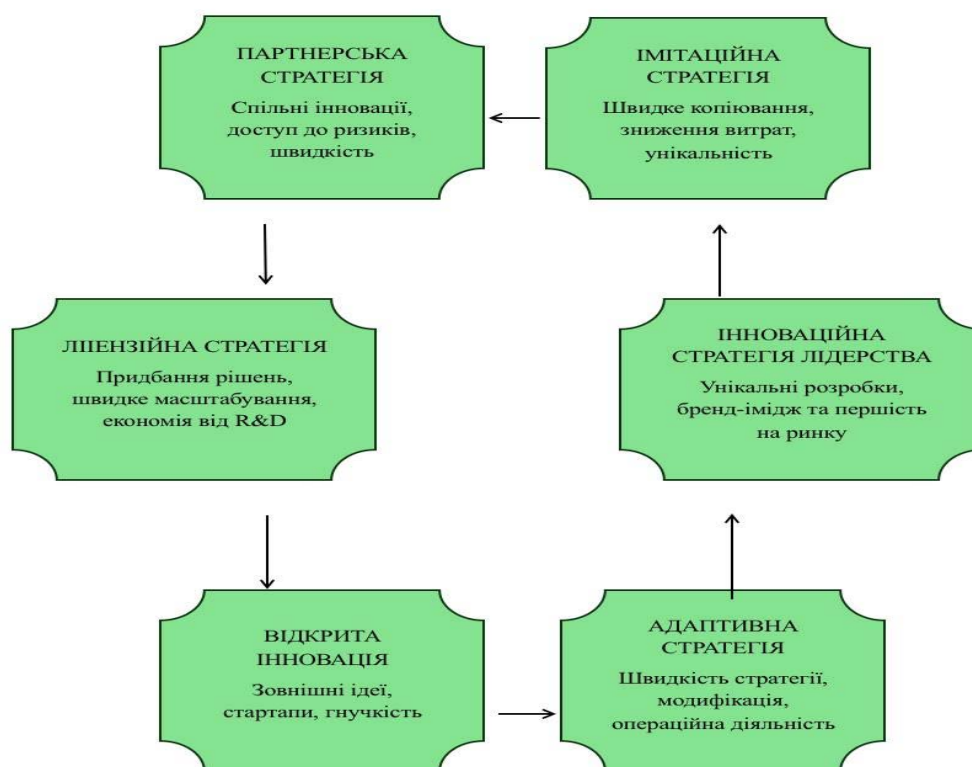 ПАРТНЕРСЬКА
СТРАТЕГІЯ
Спільні інновації,
доступ до ризиків,
швидкість
ІМІТАЦІЙНА
СТРАТЕГІЯ
Швидке копіювання,
зниження витрат,
унікальність
ЛІІЕНЗІЙНА СТРАТЕГІЯ
Придбання рішень,
швидке масштабування,
економія від R&D
ІННОВАЦІЙНА
СТРАТЕГІЯ ЛІДЕРСТВА
Унікальні розробки,
бренд-імідж та першість
на ринку
ВІДКРИТА
ІННОВАЦІЯ
Зовнішні ідеї,
стартапи, гнучкість
АДАПТИВНА
СТРАТЕГІЯ
Швидкість стратегії,
модифікація,
операційна діяльність